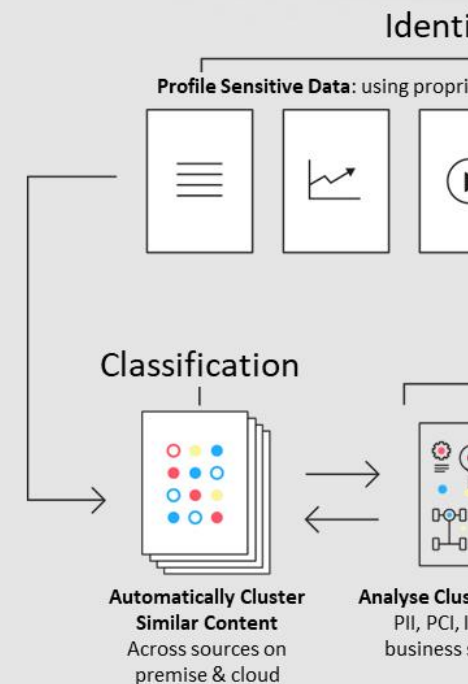 Identi
Profile Sensitive Data: using propri
Classification
Automatically Cluster
Similar Content
Across sources on
premise & cloud
Analyse Clus
PII, PCI, I
business s